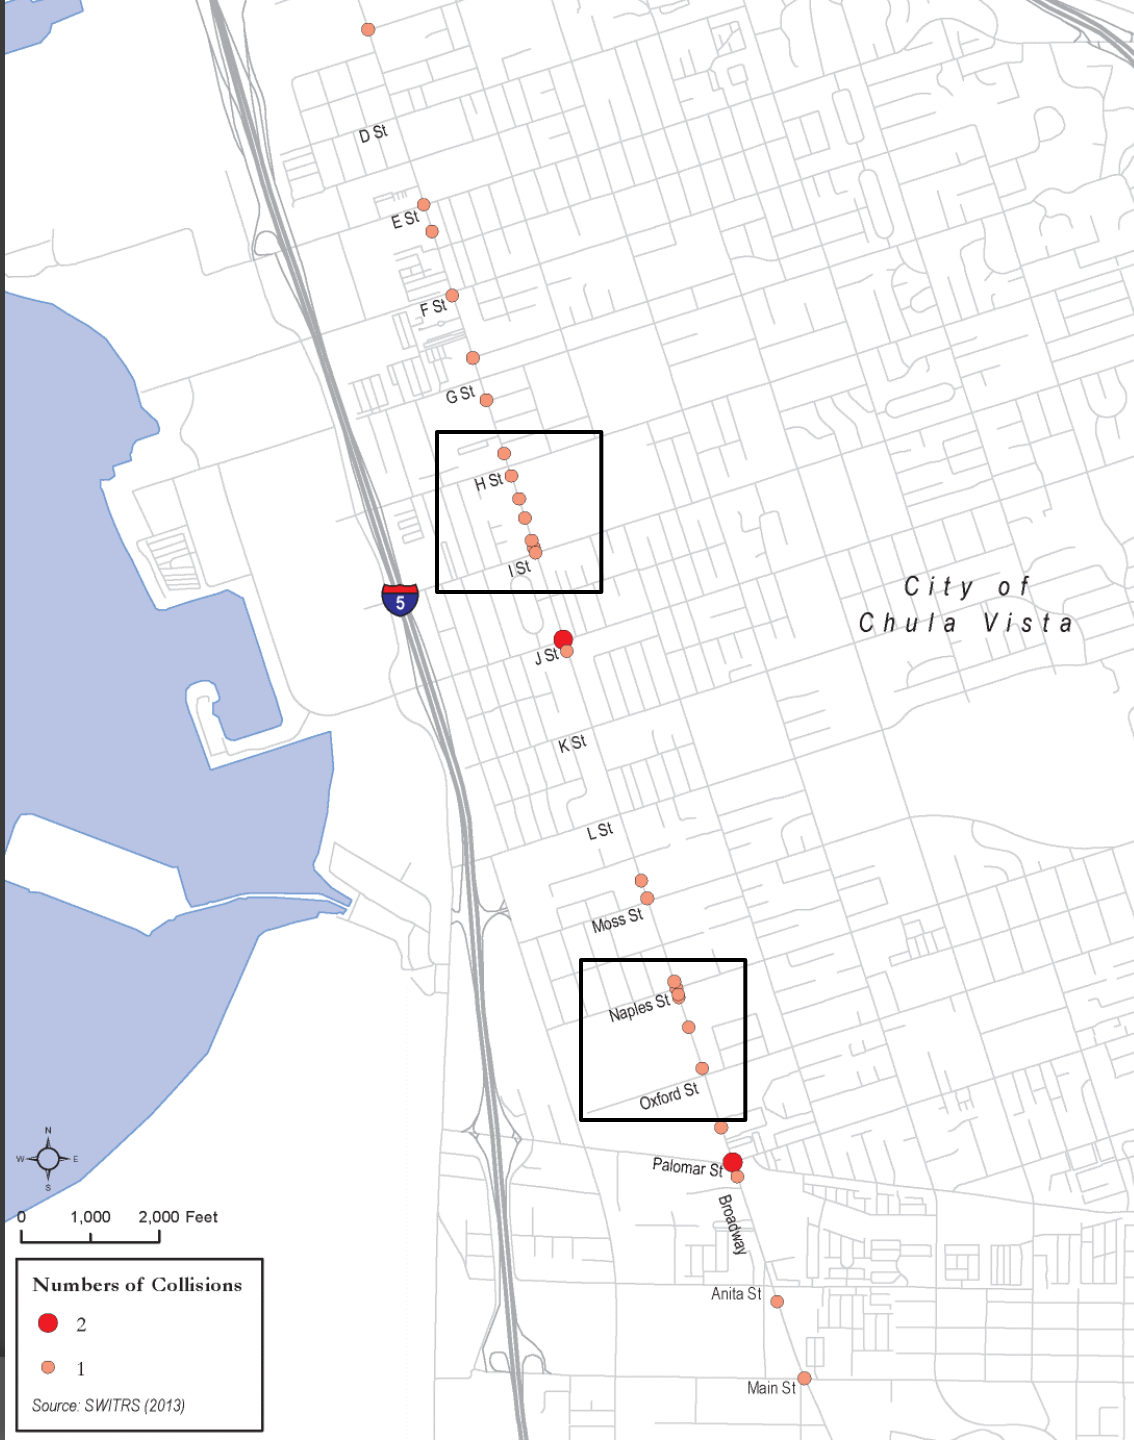 D St
E St
F St
G St
H St
I St
5
City of
Chula Vista
J St
K St
L St
Moss St
Naples St
Oxford St
N
W
E
S
Palomar St
Broadway
0 1,000 2,000 Feet
Numbers of Collisions
2
1
Source: SWITRS (2013)
Anita St
Main St